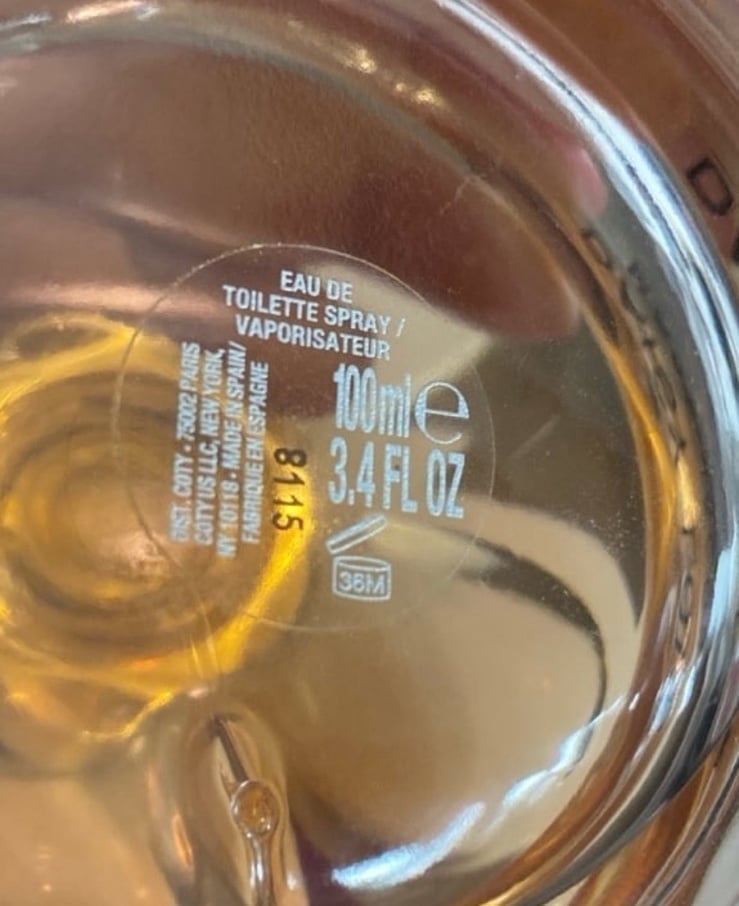 EAU DE
TOILETTE SPRAY /
VAPORISATEUR
100ml e
3.4 FL OZ
36M
8115
DIST. COTY - 75002 PARIS
COTY US LLC, NEW YORK,
NY 10118 - MADE IN SPAIN/
FABRIQUE EN ESPAGNE